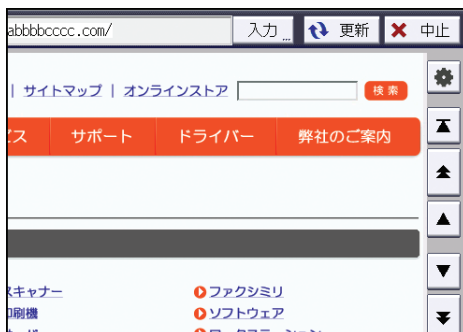 abbbbcccc.com/ 入力 ... 更新 中止
| サイトマップ | オンラインストア 検索
ビス サポート ドライバー 弊社のご案内
スキャナー ファクシミリ
印刷機 ソフトウェア